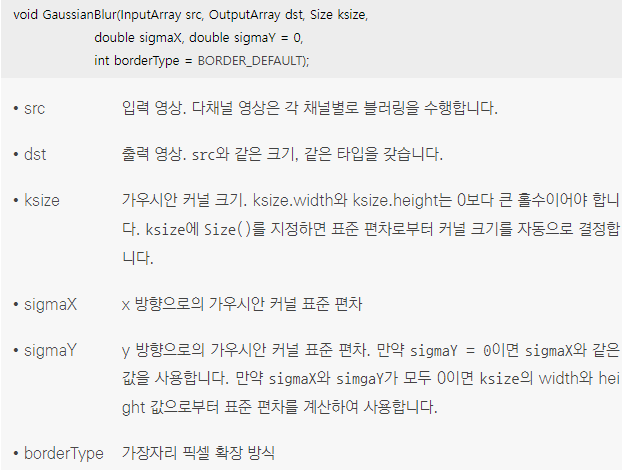 void GaussianBlur(InputArray src, OutputArray dst, Size ksize,
double sigmaX, double sigmaY = 0,
int borderType = BORDER_DEFAULT);
• src 입력 영상. 다채널 영상은 각 채널별로 블러링을 수행합니다.
• dst 출력 영상. src와 같은 크기, 같은 타입을 갖습니다.
• ksize 가우시안 커널 크기. ksize.width와 ksize.height는 0보다 큰 홀수이어야 합니
다. ksize에 Size()를 지정하면 표준 편차로부터 커널 크기를 자동으로 결정합
니다.
• sigmaX x 방향으로의 가우시안 커널 표준 편차
• sigmaY y 방향으로의 가우시안 커널 표준 편차. 만약 sigmaY = 0이면 sigmaX와 같은
값을 사용합니다. 만약 sigmaX와 simgaY가 모두 0이면 ksize의 width와 hei
ght 값으로부터 표준 편차를 계산하여 사용합니다.
• borderType 가장자리 픽셀 확장 방식